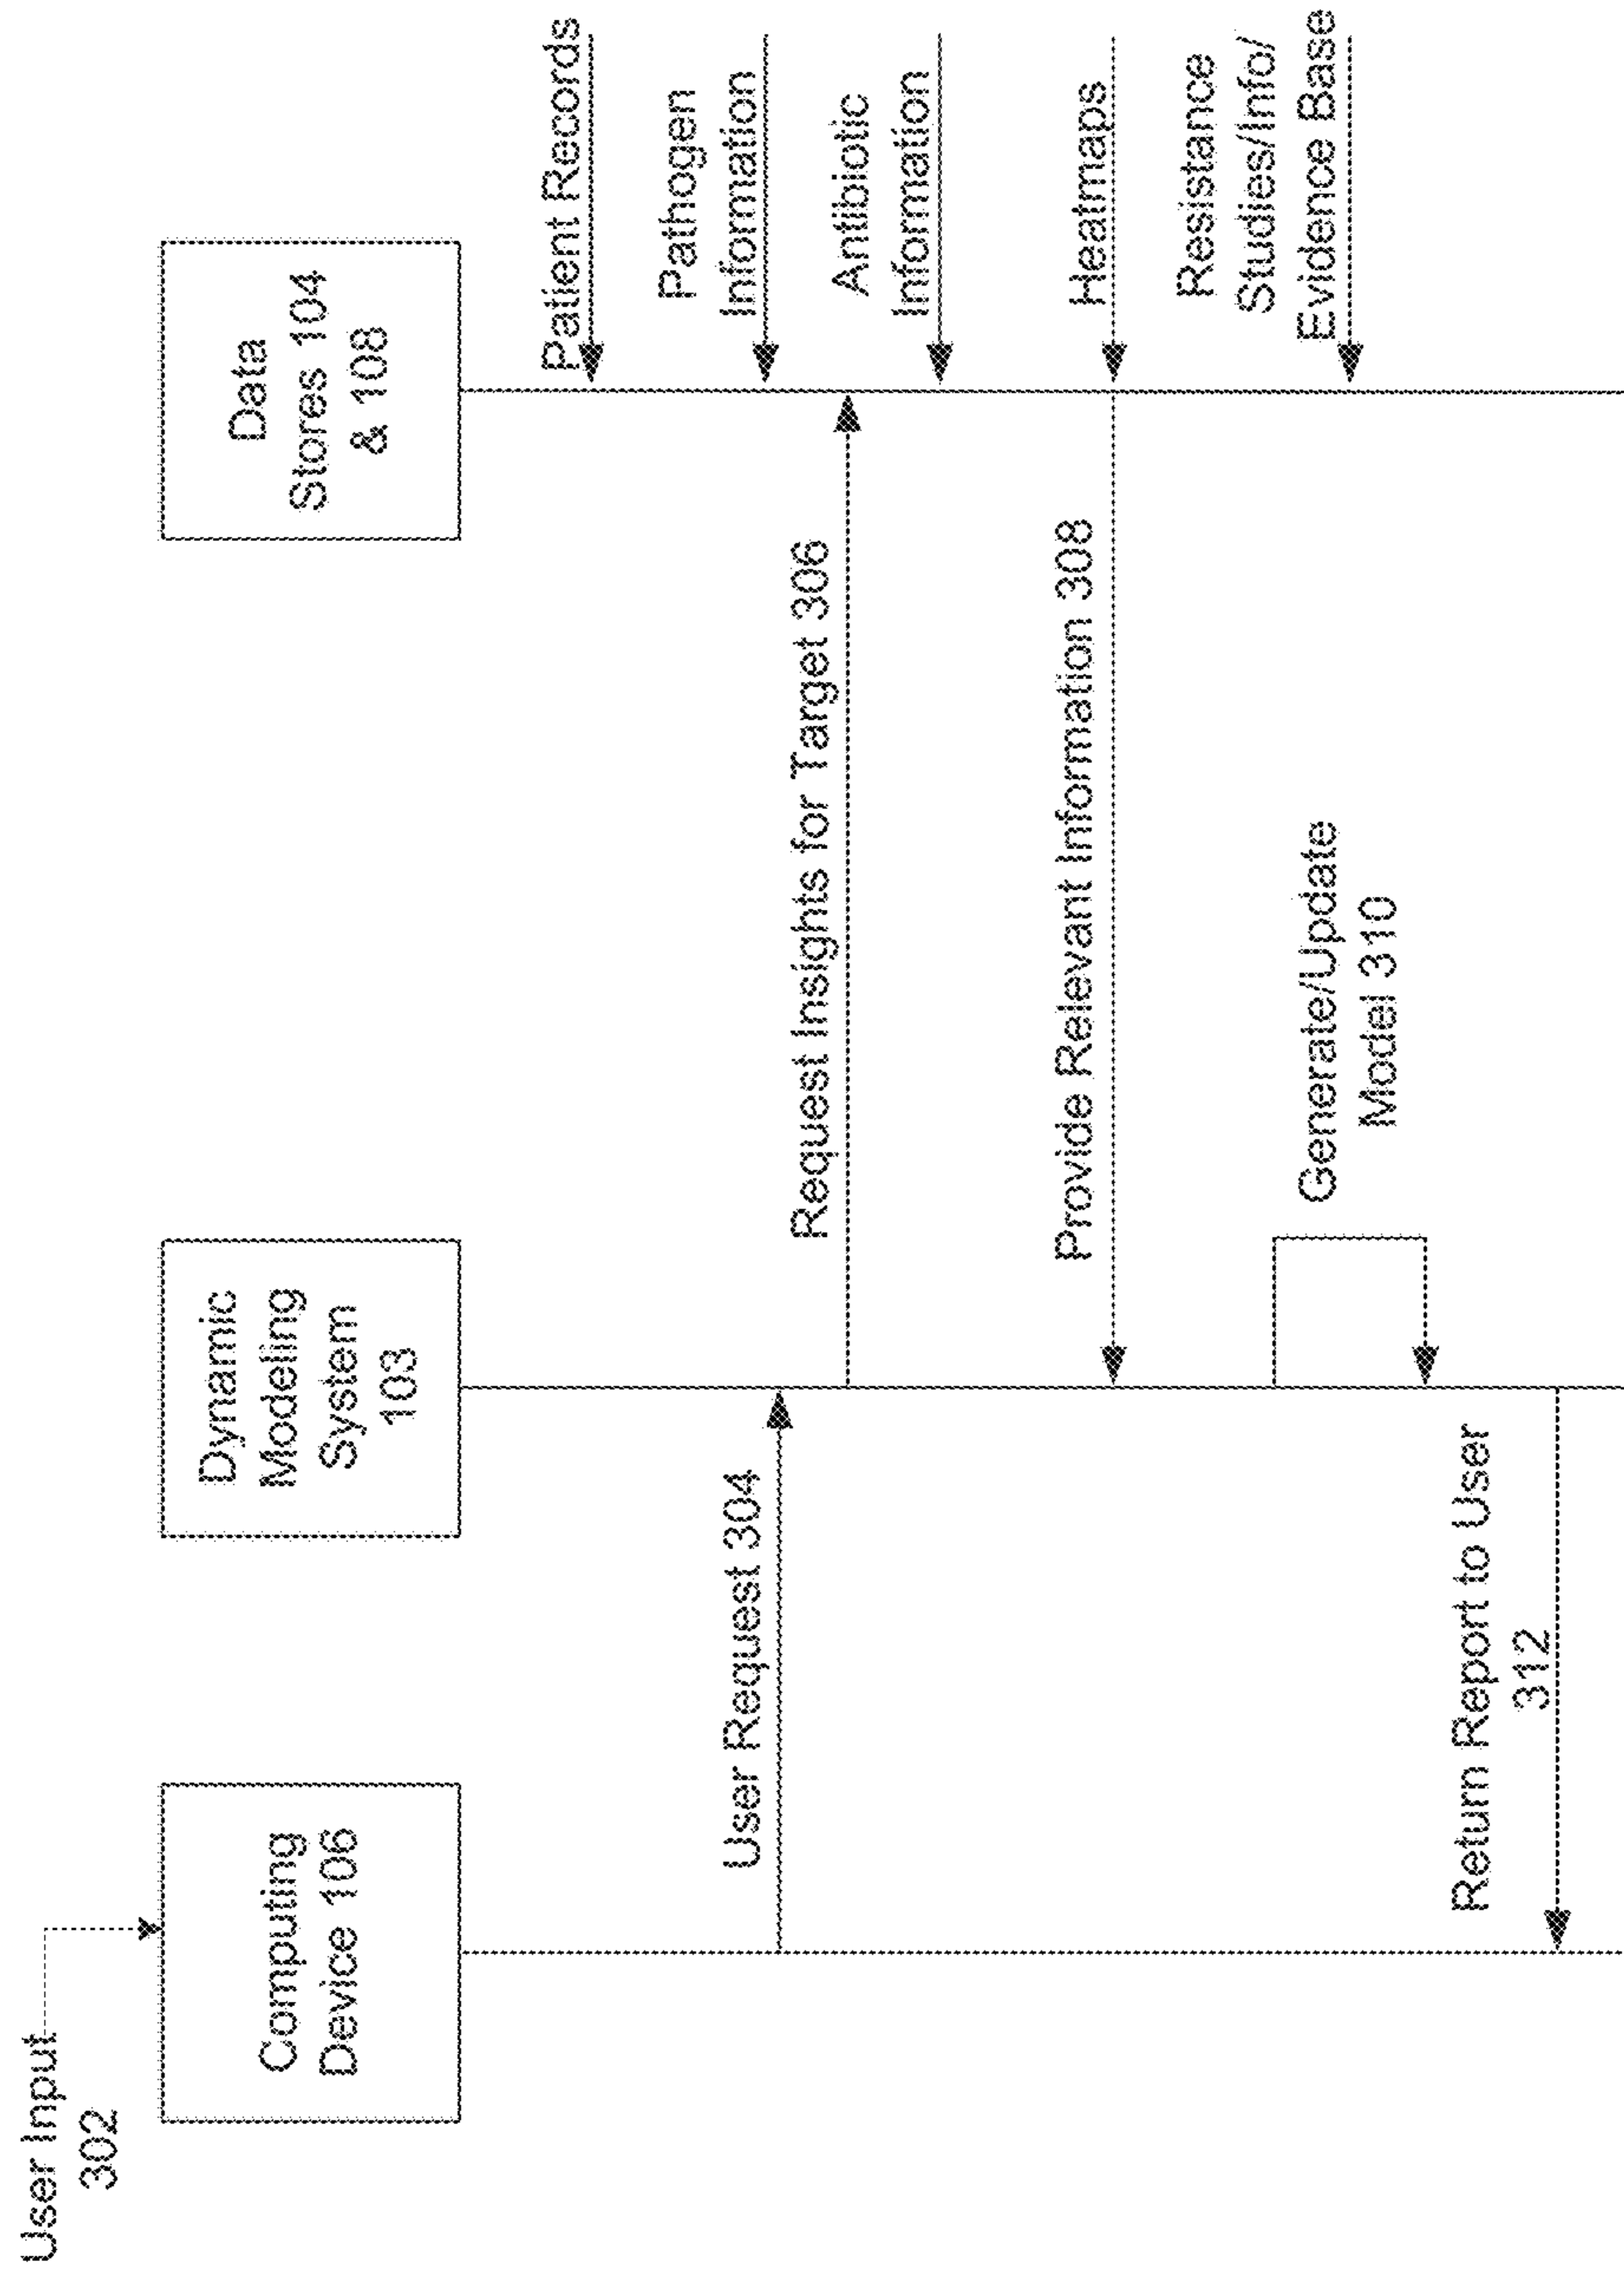 User Input
302
Computing
Device 106
Dynamic
Modeling
System
103
Data
Stores 104
& 108
Patient Records
Pathogen
Information
User Request 304
Request Insights for Target 306
Antibiotic
Information
Provide Relevant Information 308
Heatmaps
Resistance
Studies/Info/
Evidence Base
Generate/Update
Model 310
Return Report to User
312